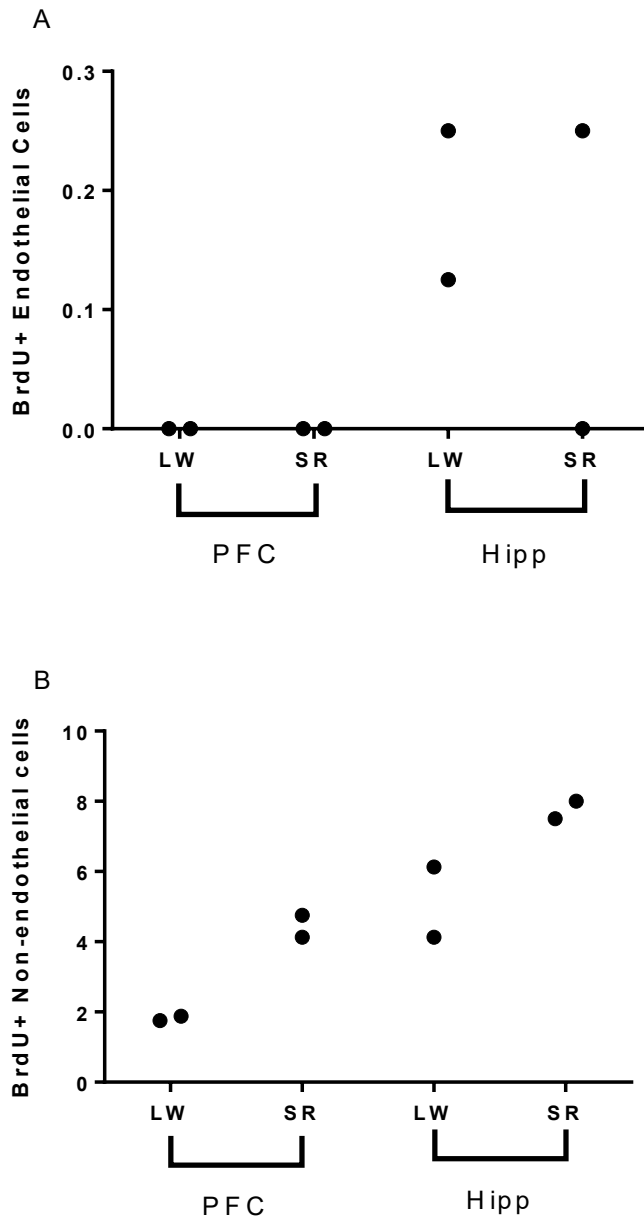 A
BrdU+ Endothelial Cells
0.3
0.2
0.1
0.0
LW SR LW SR
PFC Hipp
B
BrdU+ Non-endothelial cells
10
8
6
4
2
0
LW SR LW SR
PFC Hipp